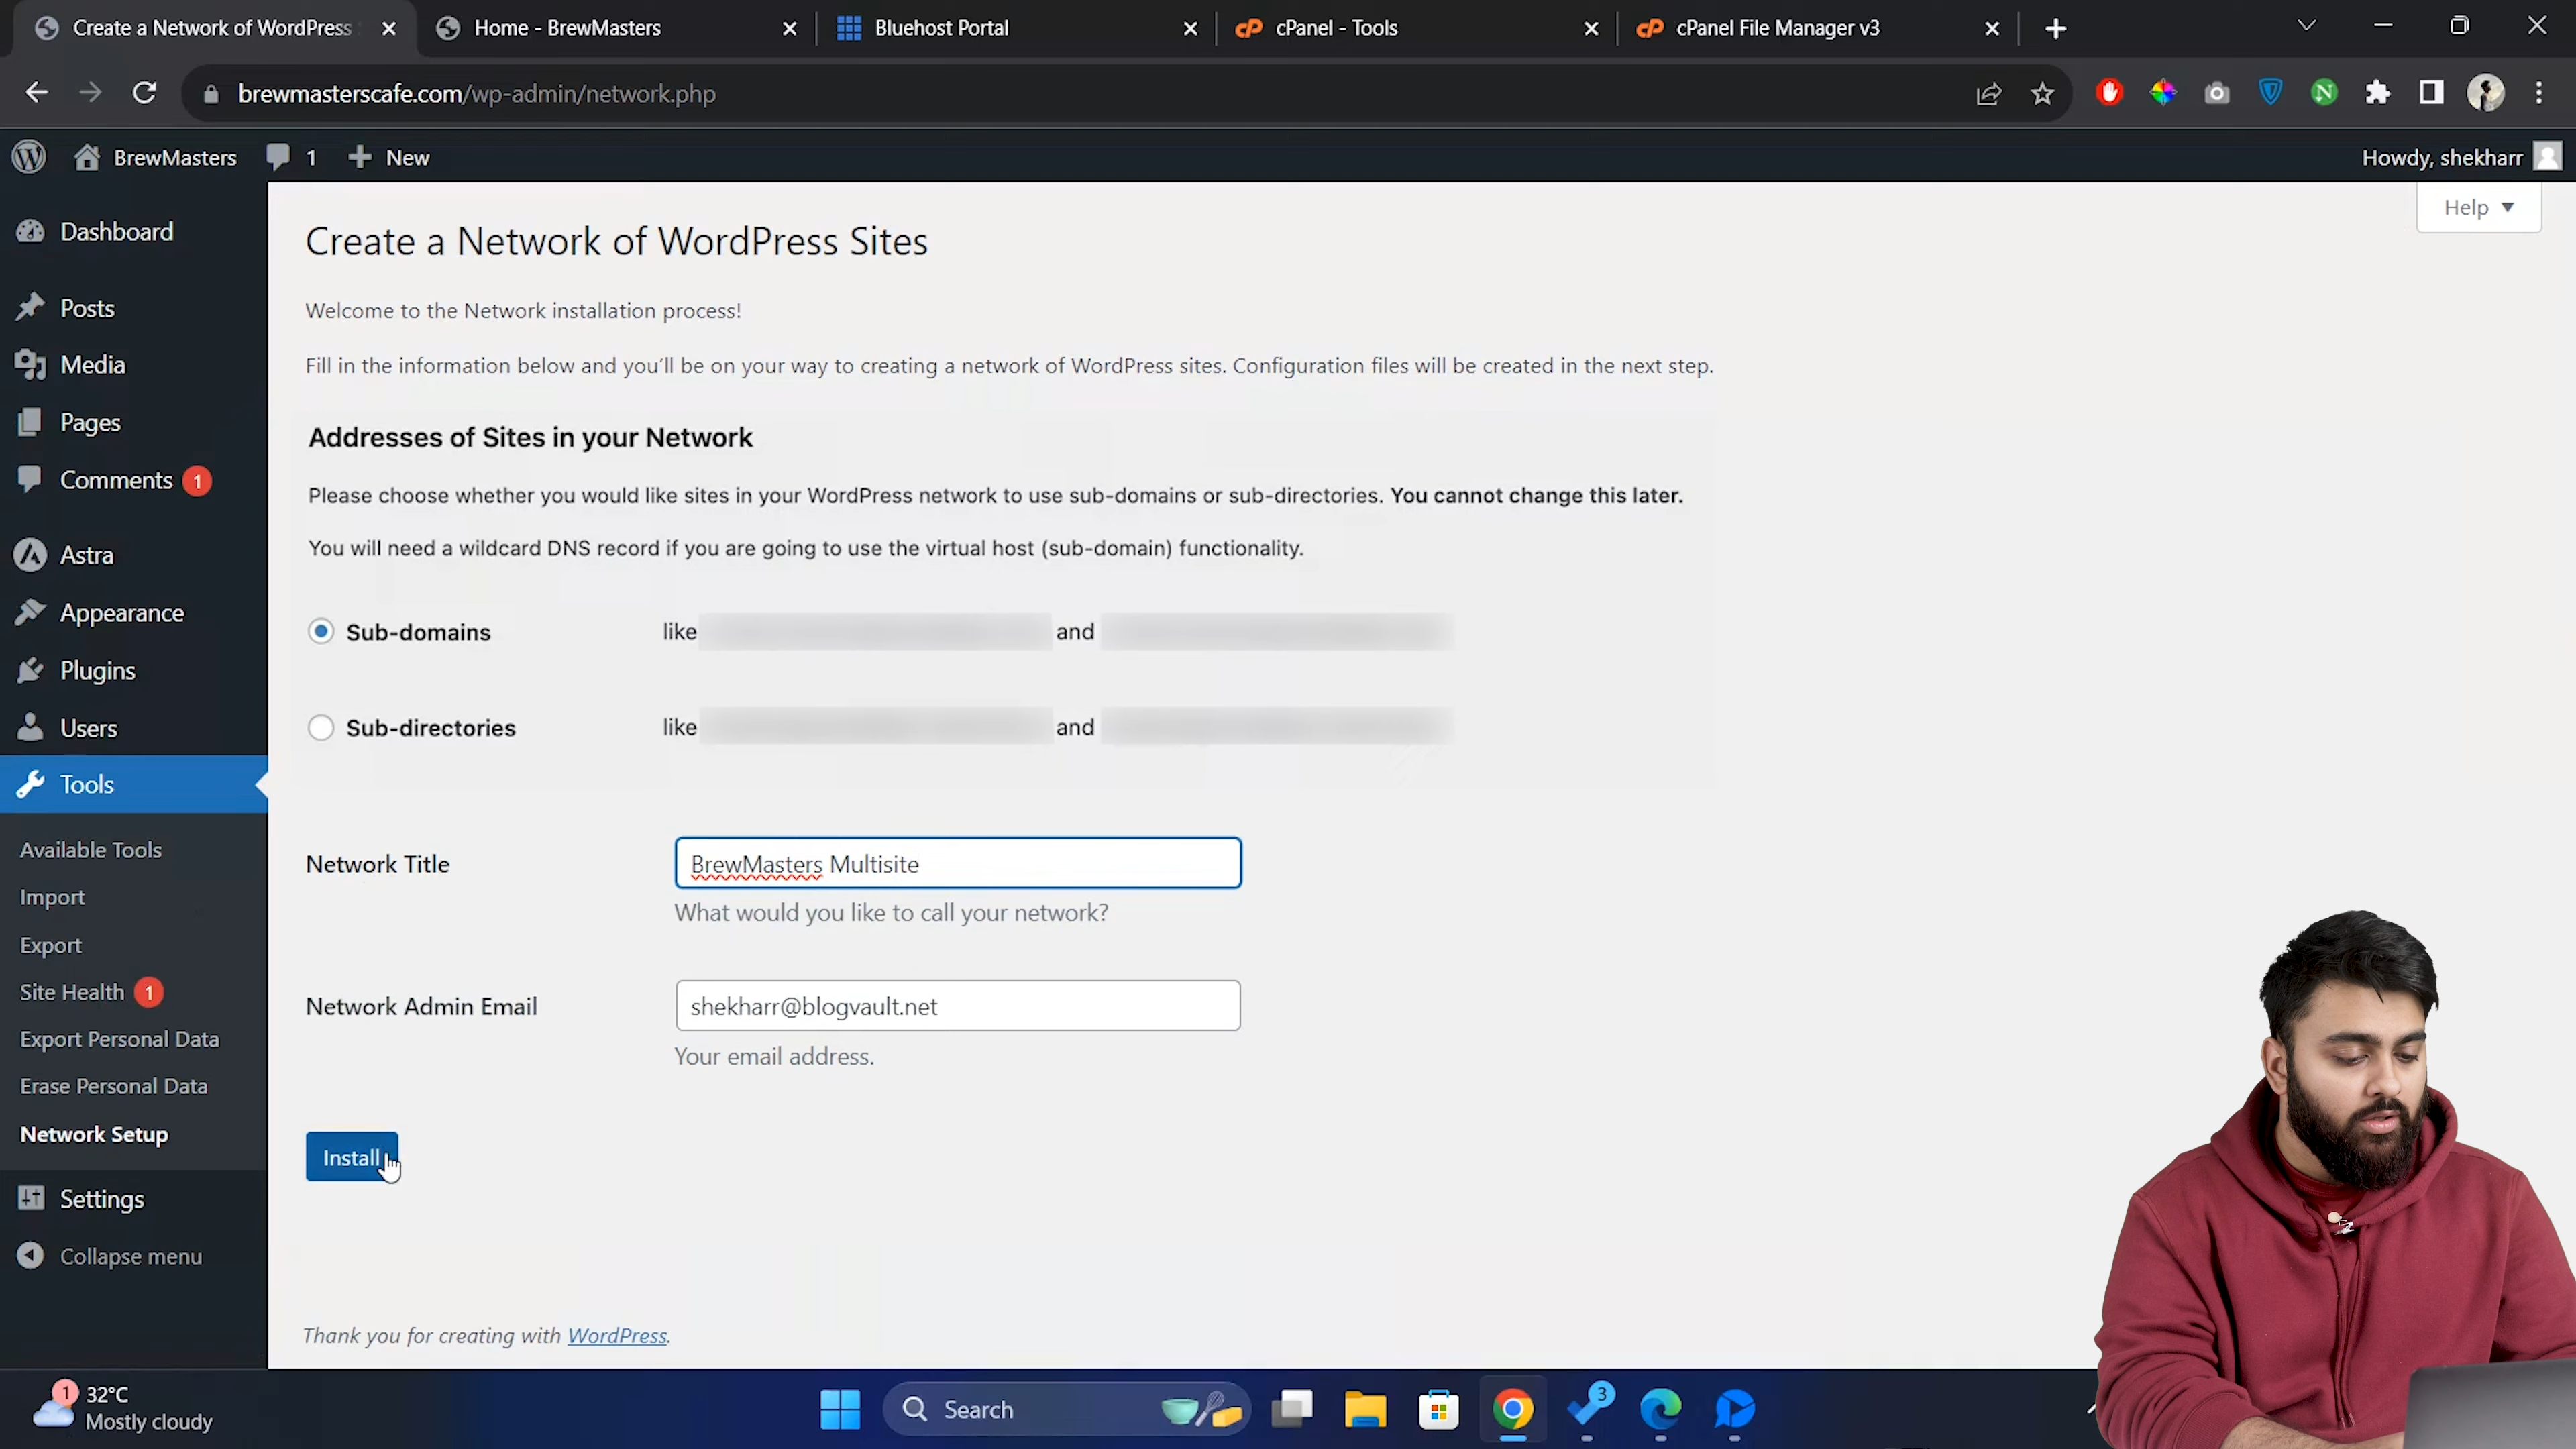 Create a Network of WordPress
Home - BrewMasters
Bluehost Portal
cP cPanel - Tools
cP cPanel File Manager v3
brewmasterscafe.com/wp-admin/network.php
BrewMasters 1 New
Howdy, shekharr
Help
Dashboard
Posts
Media
Pages
Comments 1
Astra
Appearance
Plugins
Users
Tools
Available Tools
Import
Export
Site Health 1
Export Personal Data
Erase Personal Data
Network Setup
Settings
Collapse menu
Create a Network of WordPress Sites
Welcome to the Network installation process!
Fill in the information below and you'll be on your way to creating a network of WordPress sites. Configuration files will be created in the next step.
Addresses of Sites in your Network
Please choose whether you would like sites in your WordPress network to use sub-domains or sub-directories. You cannot change this later.
You will need a wildcard DNS record if you are going to use the virtual host (sub-domain) functionality.
Sub-domains like and
Sub-directories like and
Network Title BrewMasters Multisite
What would you like to call your network?
Network Admin Email shekharr@blogvault.net
Your email address.
Install
Thank you for creating with WordPress.
1 32°C
Mostly cloudy
Search
3